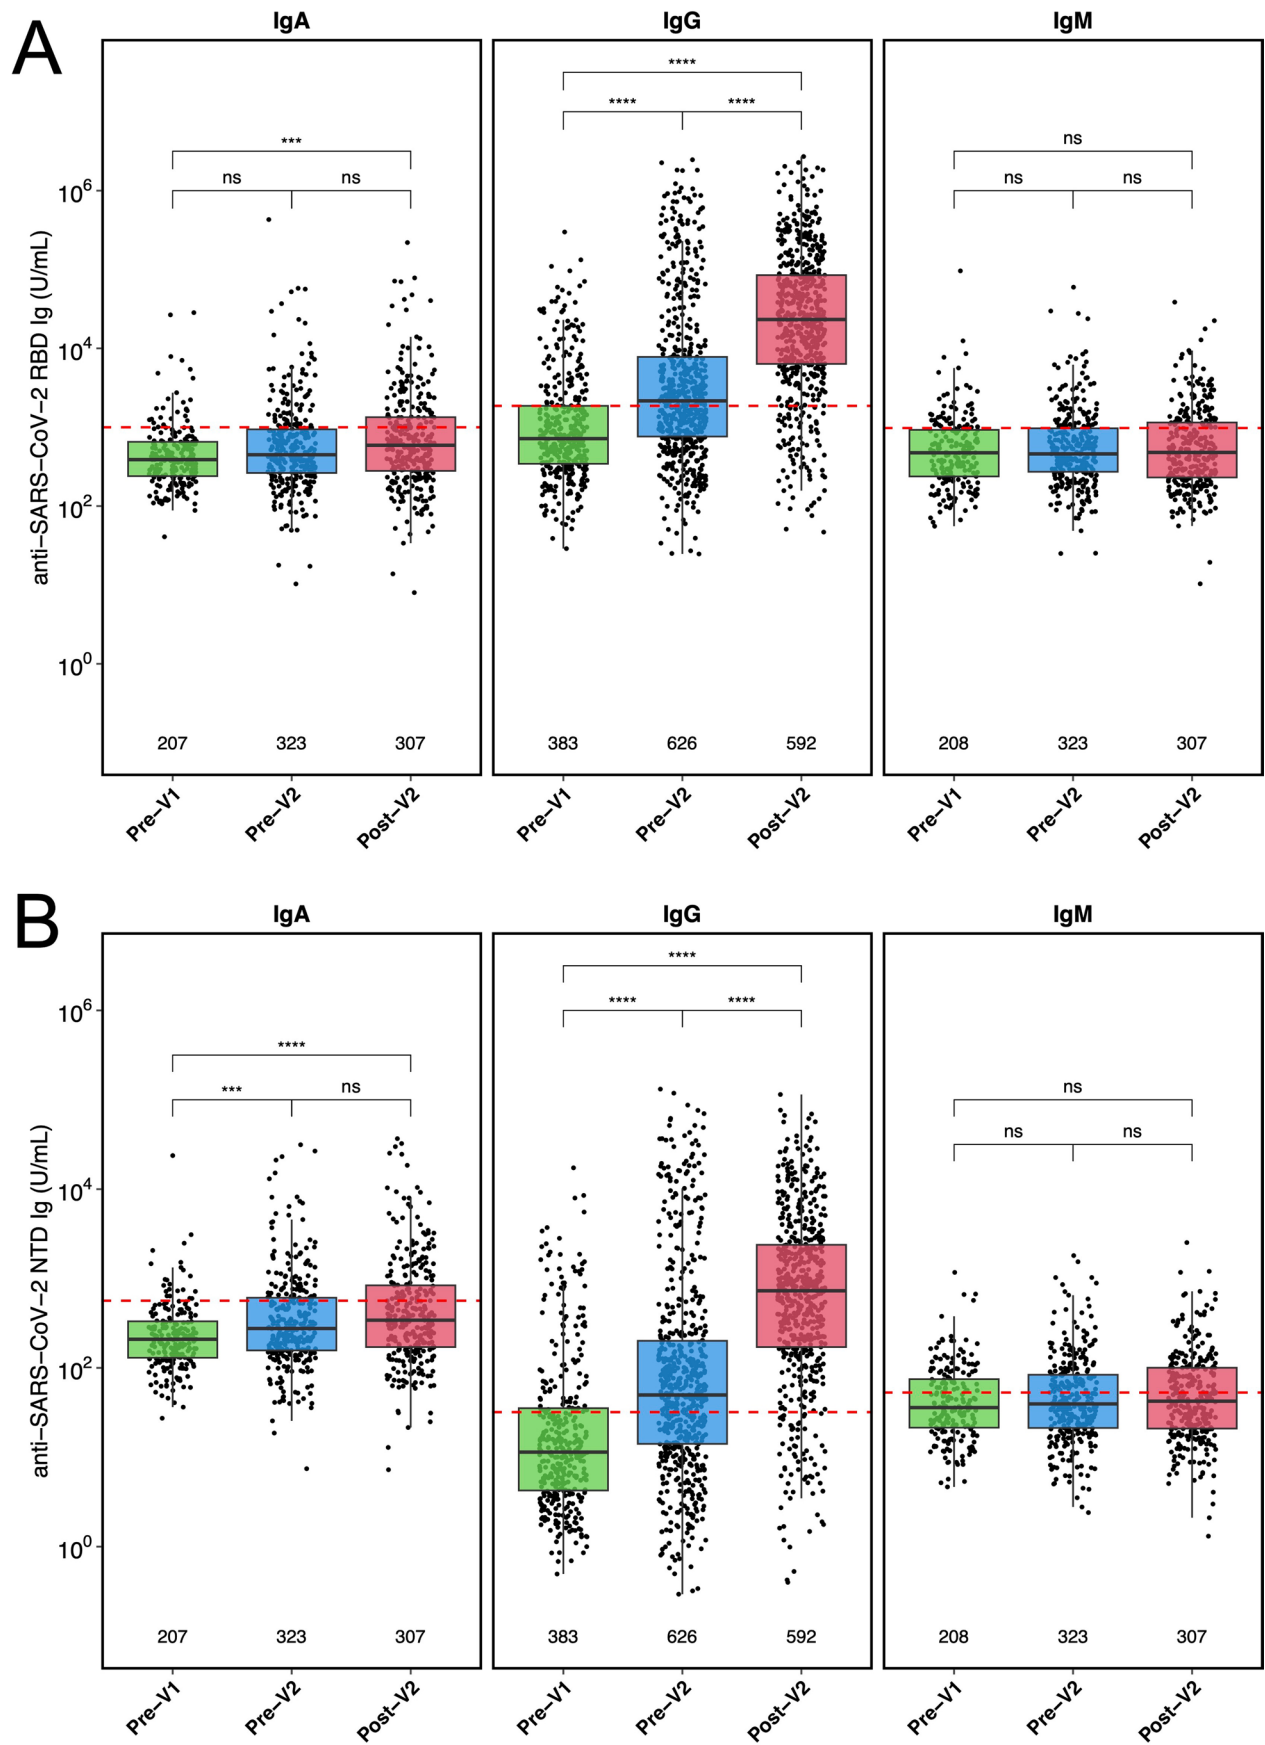 A
IgA
IgG
IgM
anti−SARS−CoV−2 RBD Ig (U/mL)
10^6
10^4
10^2
10^0
***
ns
ns
****
****
****
ns
ns
ns
207
323
307
383
626
592
208
323
307
Pre−V1
Pre−V2
Post−V2
Pre−V1
Pre−V2
Post−V2
Pre−V1
Pre−V2
Post−V2
B
IgA
IgG
IgM
anti−SARS−CoV−2 NTD Ig (U/mL)
10^6
10^4
10^2
10^0
****
***
ns
****
****
****
ns
ns
ns
207
323
307
383
626
592
208
323
307
Pre−V1
Pre−V2
Post−V2
Pre−V1
Pre−V2
Post−V2
Pre−V1
Pre−V2
Post−V2